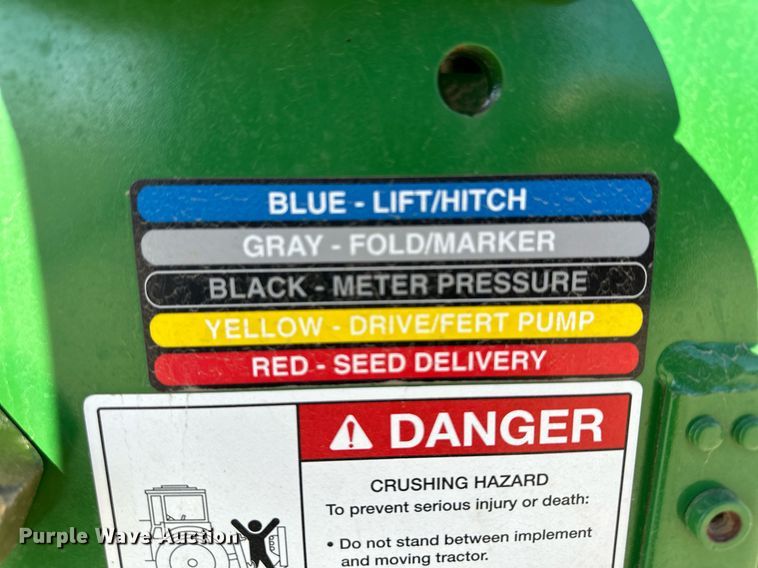 BLUE - LIFT/HITCH
GRAY - FOLD/MARKER
BLACK - METER PRESSURE
YELLOW - DRIVE/FERT PUMP
RED - SEED DELIVERY
DANGER
CRUSHING HAZARD
To prevent serious injury or death:
• Do not stand between implement
and moving tractor.
Purple Wave Auction